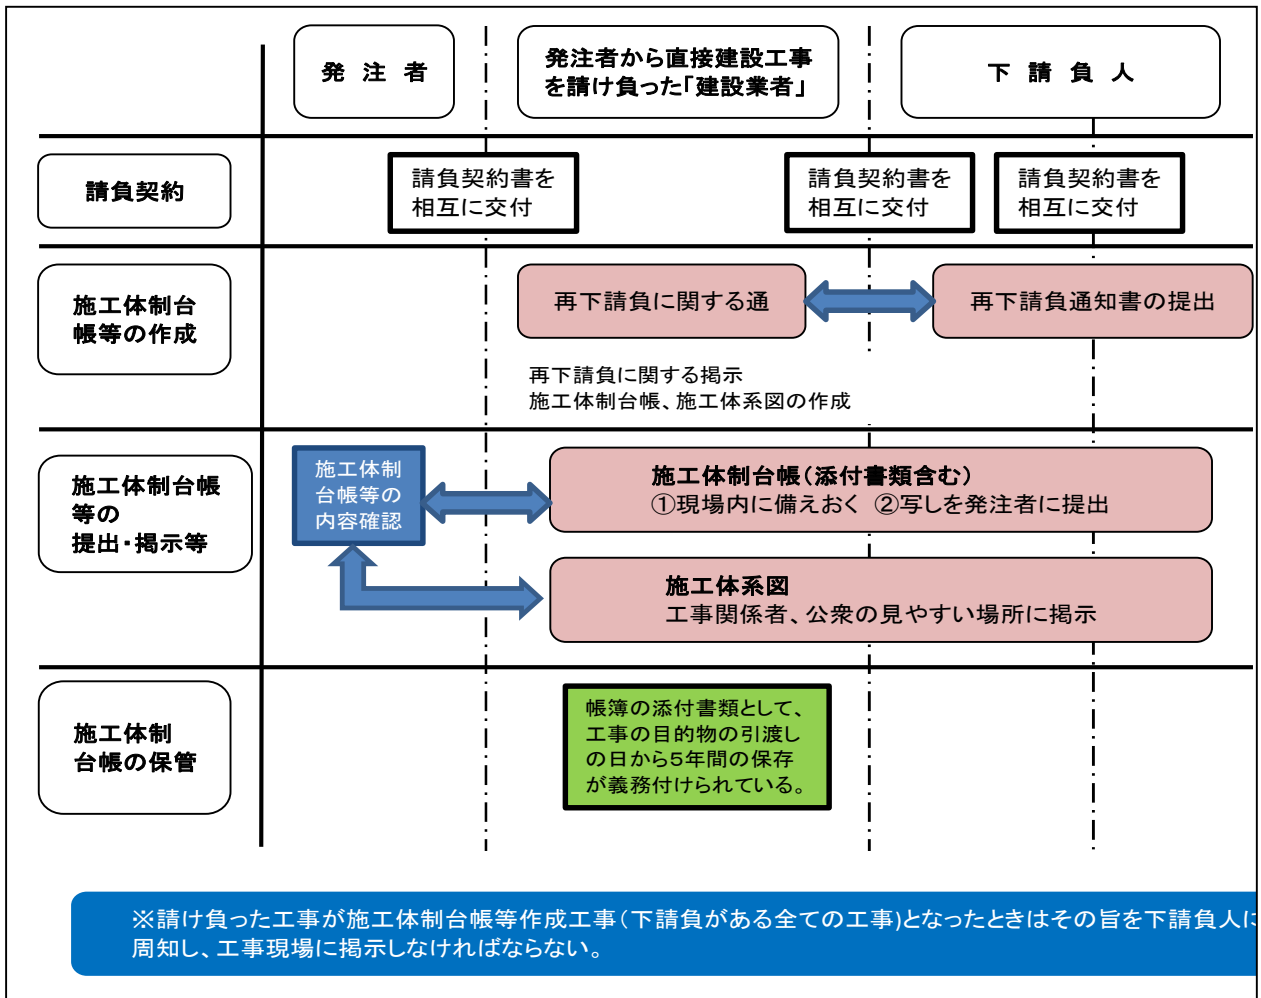 発 注 者
発注者から直接建設工事
を請け負った「建設業者」
下 請 負 人
請負契約
請負契約書を
相互に交付
請負契約書を
相互に交付
請負契約書を
相互に交付
施工体制台
帳等の作成
再下請負に関する通
再下請負通知書の提出
再下請負に関する掲示
施工体制台帳、施工体系図の作成
施工体制台帳
等の
提出・掲示等
施工体制
台帳等の
内容確認
施工体制台帳（添付書類含む）
①現場内に備えおく ②写しを発注者に提出
施工体系図
工事関係者、公衆の見やすい場所に掲示
施工体制
台帳の保管
帳簿の添付書類として、
工事の目的物の引渡し
の日から５年間の保存
が義務付けられている。
※請け負った工事が施工体制台帳等作成工事（下請負がある全ての工事)となったときはその旨を下請負人に
周知し、工事現場に掲示しなければならない。